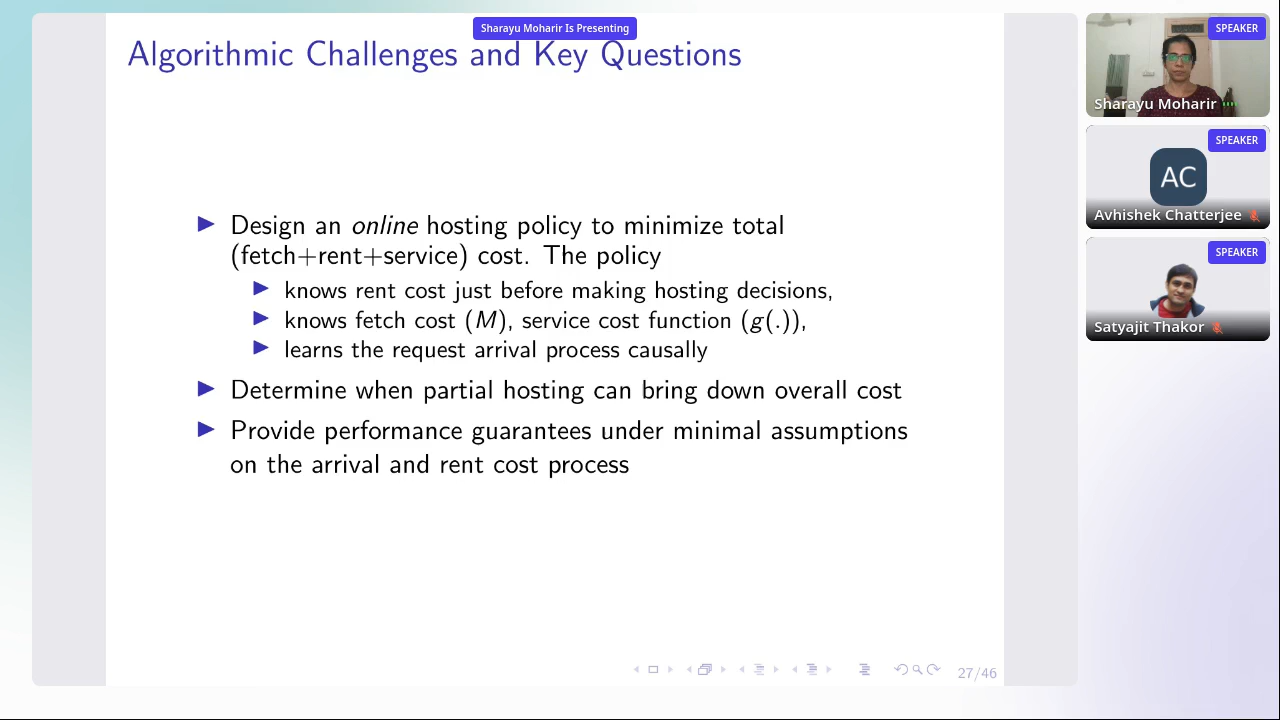 Sharayu Moharir Is Presenting
Algorithmic Challenges and Key Questions
Design an online hosting policy to minimize total
(fetch+rent+service) cost. The policy
knows rent cost just before making hosting decisions,
knows fetch cost (M), service cost function (g(.)),
learns the request arrival process causally
Determine when partial hosting can bring down overall cost
Provide performance guarantees under minimal assumptions
on the arrival and rent cost process
27/46
SPEAKER
Sharayu Moharir
SPEAKER
AC
Avhishek Chatterjee
SPEAKER
Satyajit Thakor